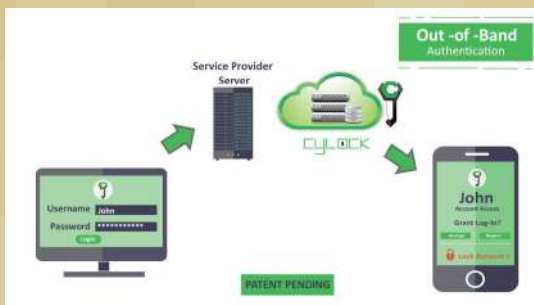 Out -of -Band
Authentication
Service Provider
Server
CYLOCK
Username John
Password ***********
Login
John
Account Access
Grant Log-In?
Accept Reject
Lock Account ?
PATENT PENDING